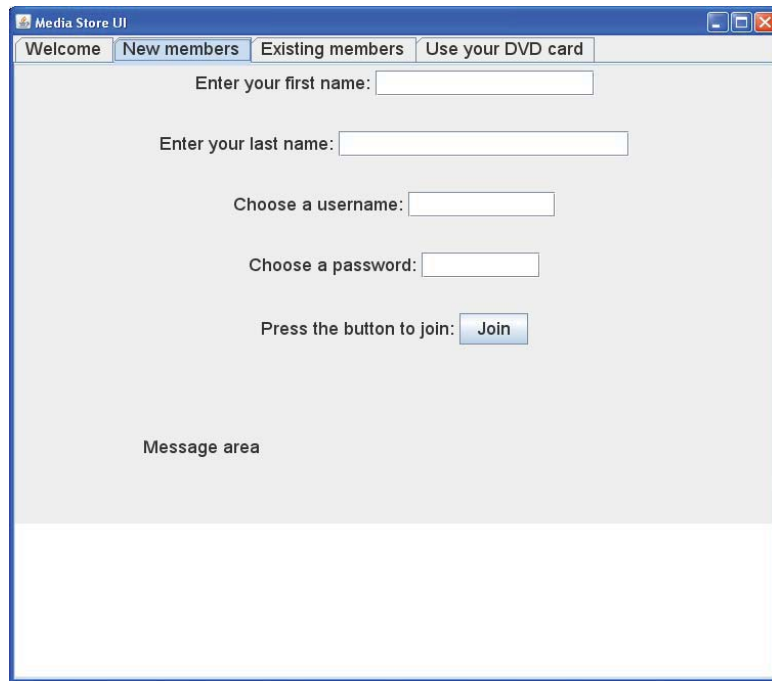 Media Store UI
Welcome New members Existing members Use your DVD card
Enter your first name:
Enter your last name:
Choose a username:
Choose a password:
Press the button to join: Join
Message area